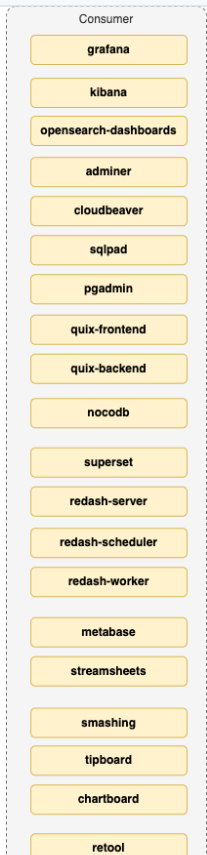 Consumer
grafana
kibana
opensearch-dashboards
adminer
cloudbeaver
sqlpad
pgadmin
quix-frontend
quix-backend
nocodb
superset
redash-server
redash-scheduler
redash-worker
metabase
streamsheets
smashing
tipboard
chartboard
retool